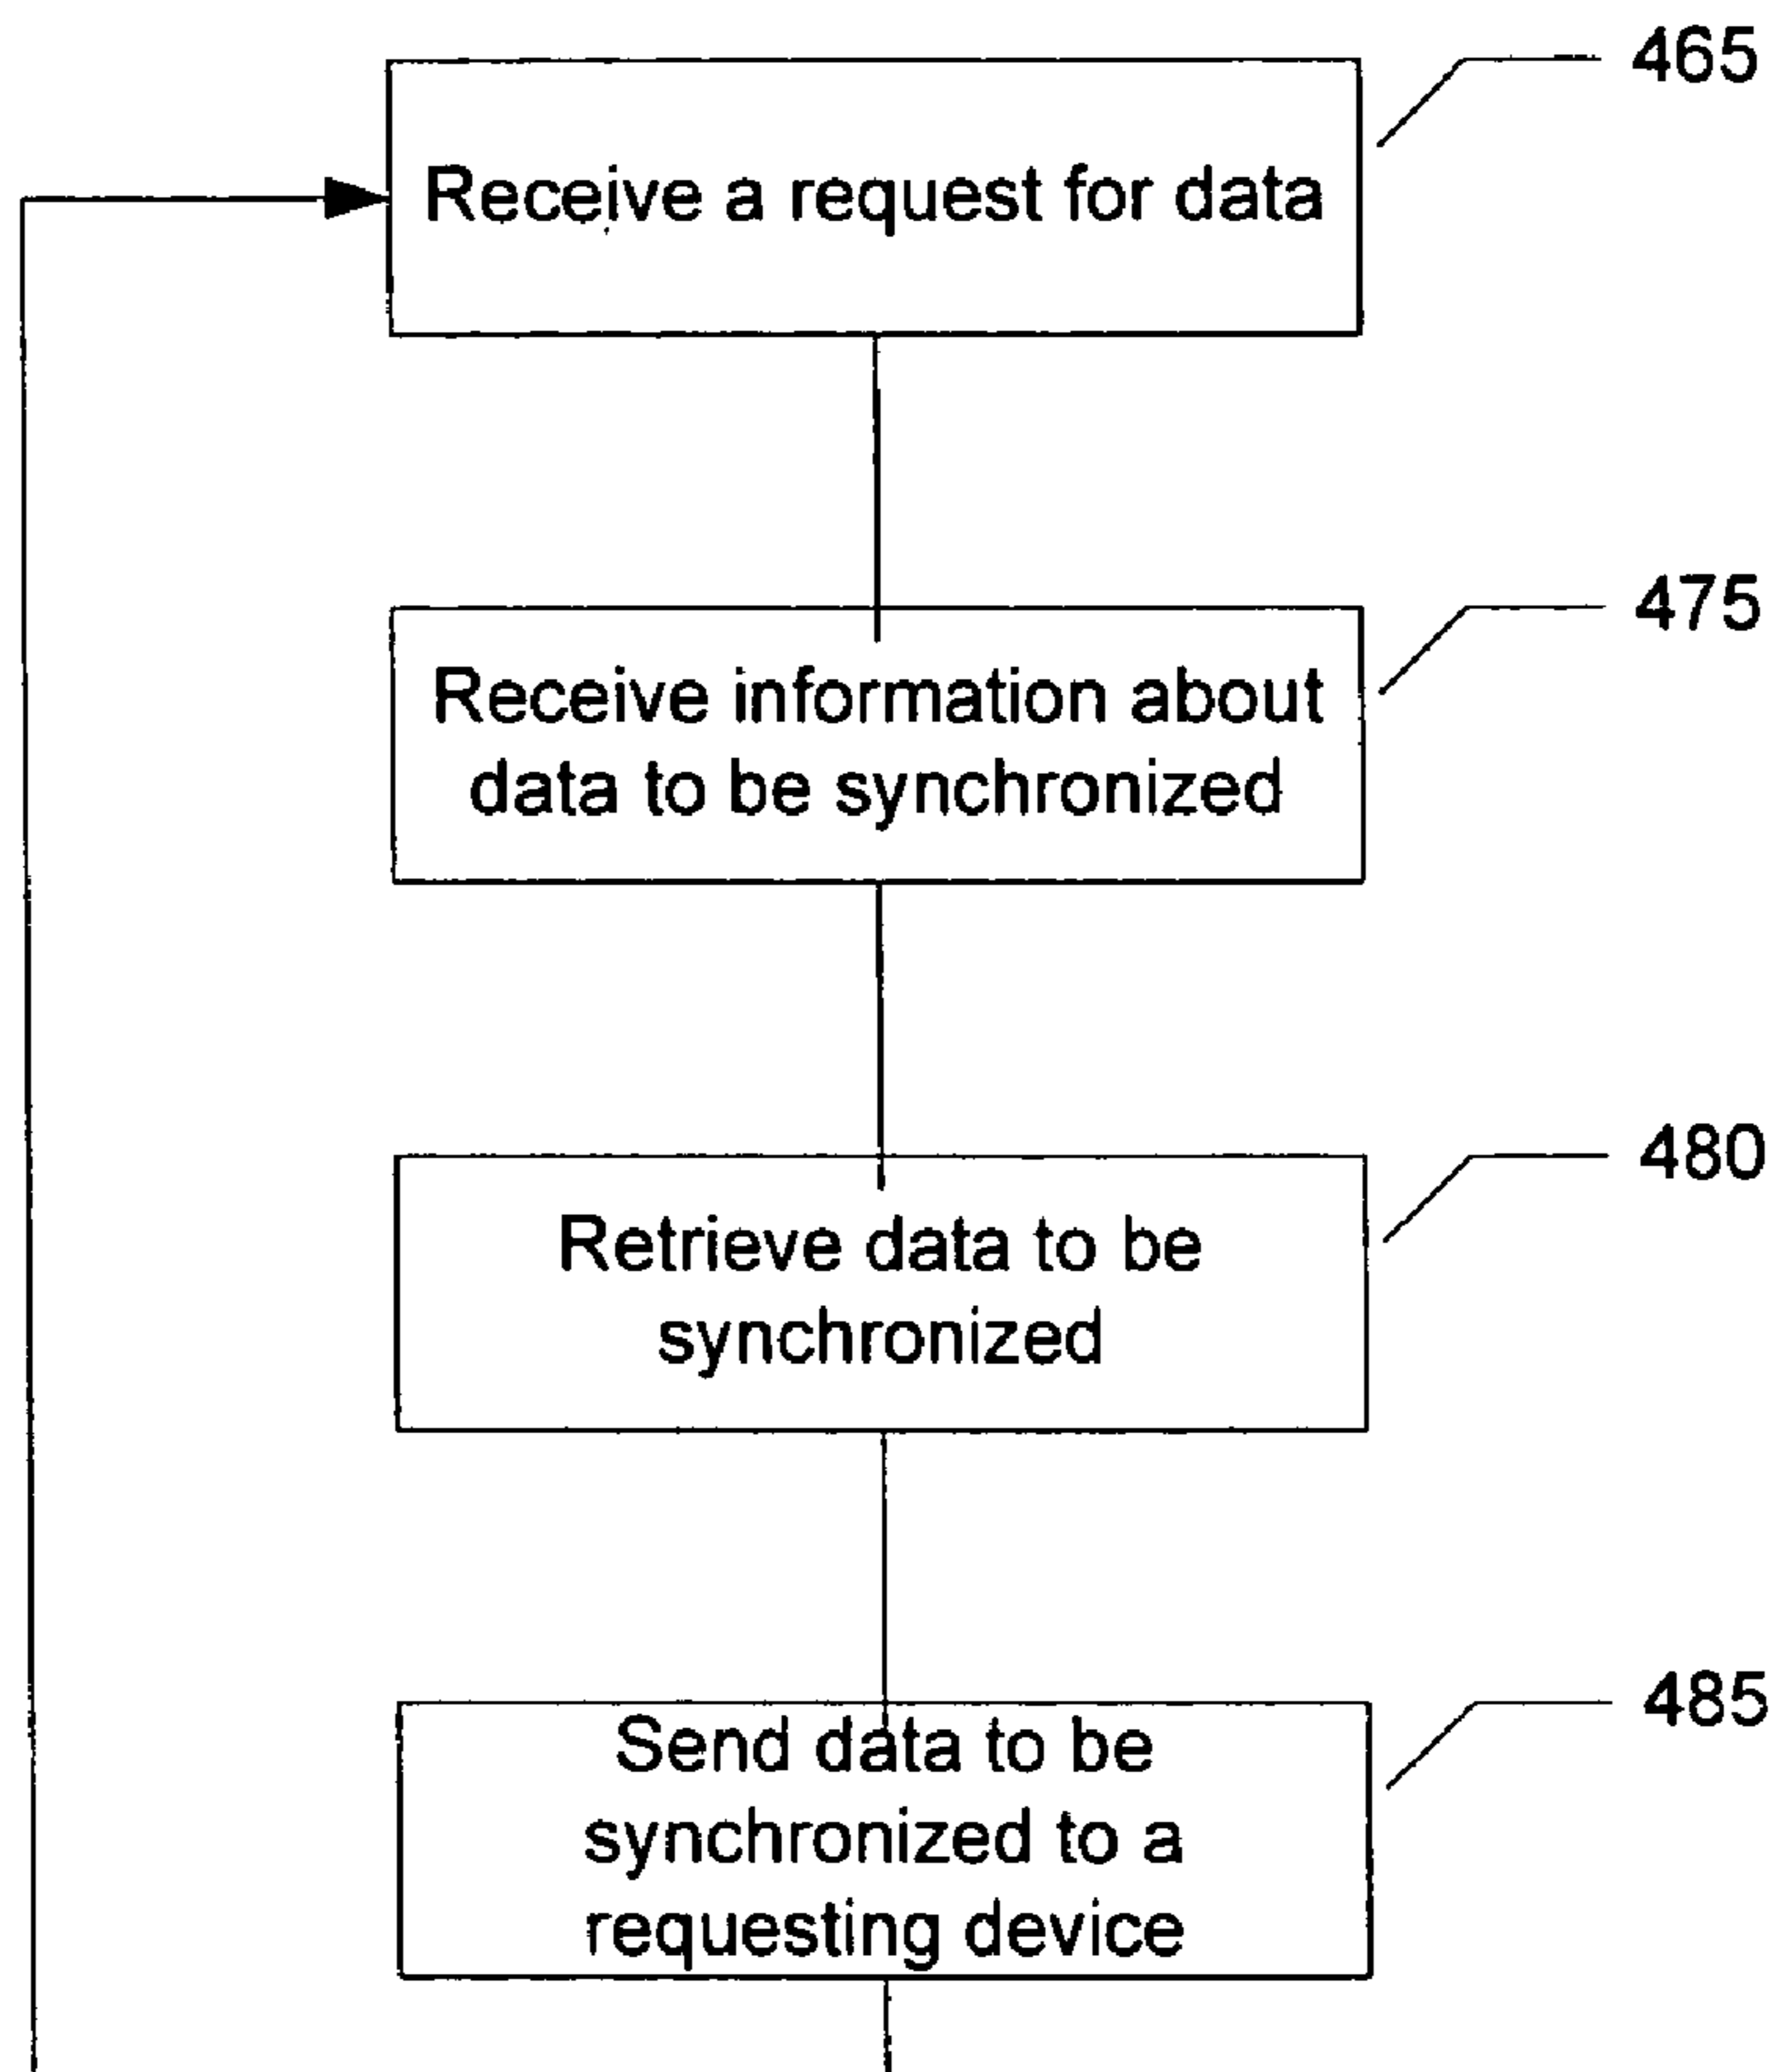 465
Receive a request for data
475
Receive information about
data to be synchronized
480
Retrieve data to be
synchronized
485
Send data to be
synchronized to a
requesting device